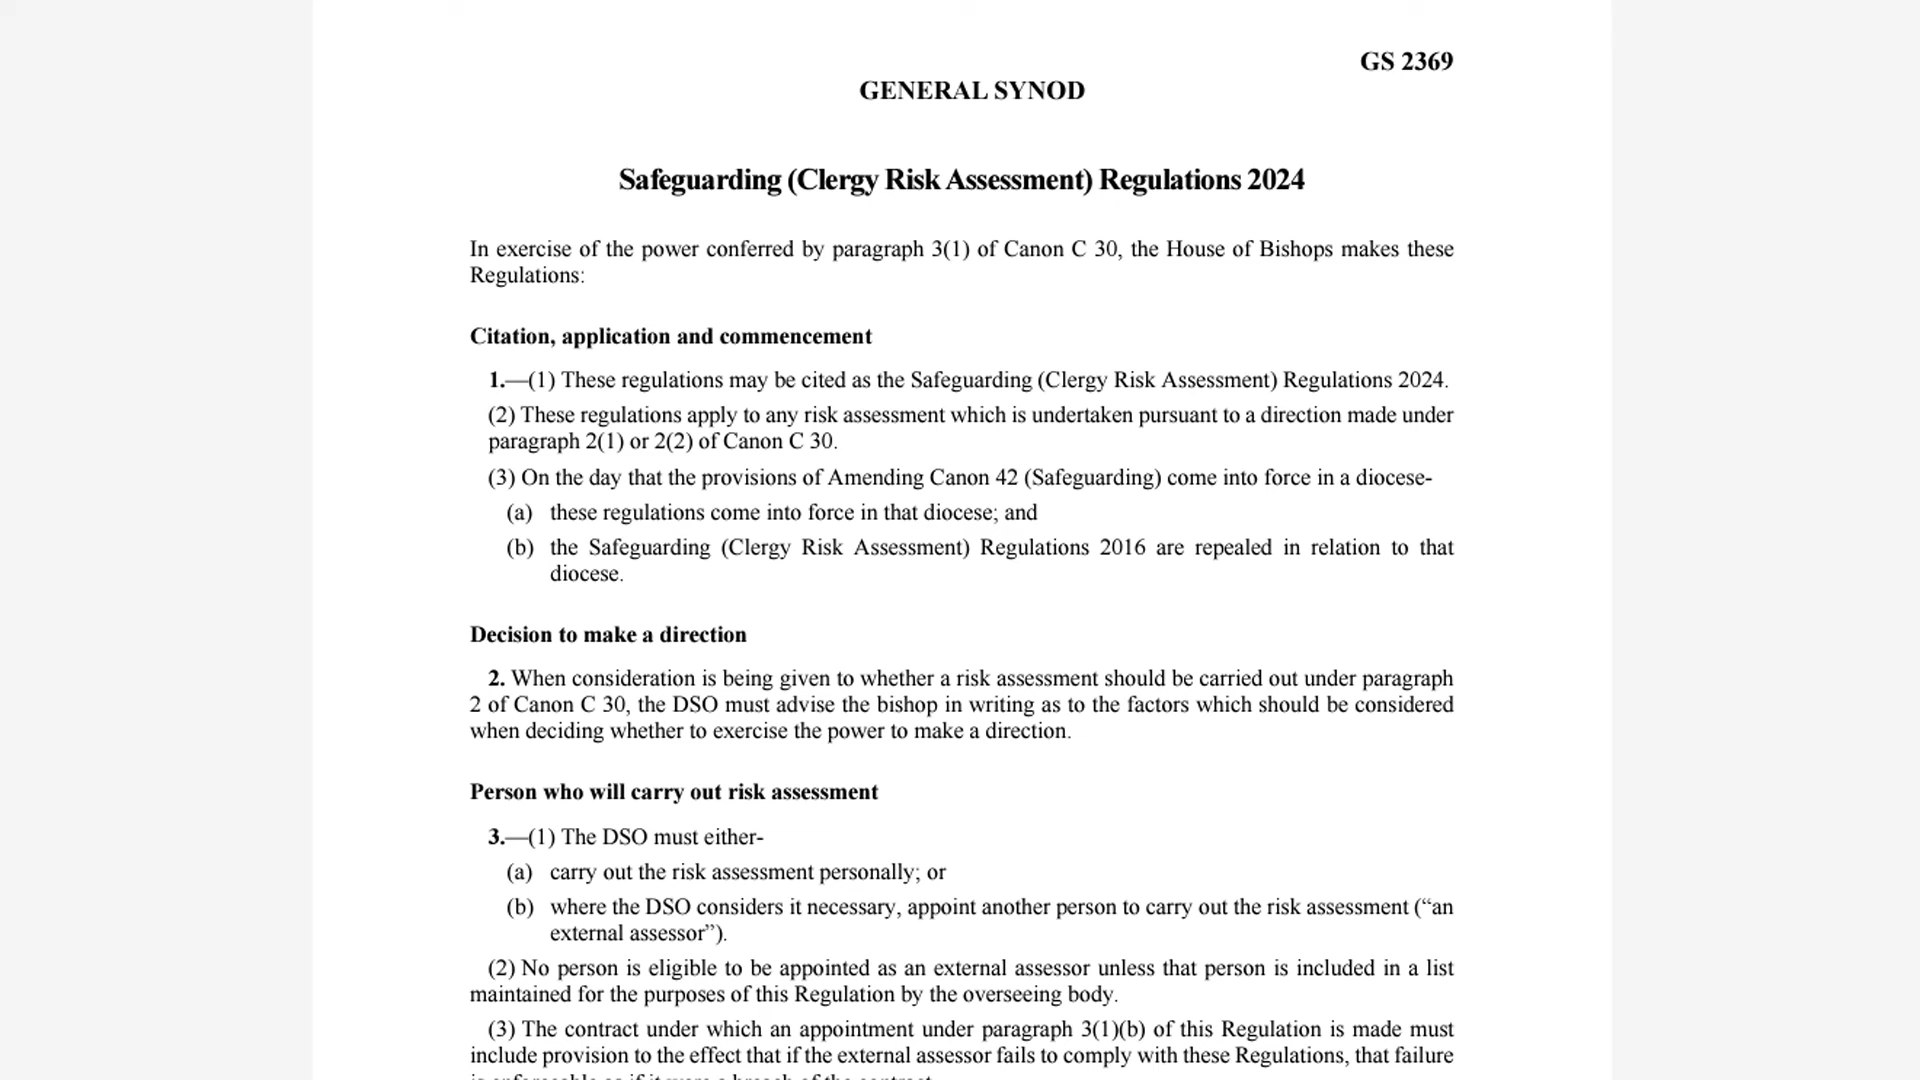 GS 2369
GENERAL SYNOD
Safeguarding (Clergy Risk Assessment) Regulations 2024
In exercise of the power conferred by paragraph 3(1) of Canon C 30, the House of Bishops makes these
Regulations:
Citation, application and commencement
1.—(1) These regulations may be cited as the Safeguarding (Clergy Risk Assessment) Regulations 2024.
(2) These regulations apply to any risk assessment which is undertaken pursuant to a direction made under
paragraph 2(1) or 2(2) of Canon C 30.
(3) On the day that the provisions of Amending Canon 42 (Safeguarding) come into force in a diocese-
(a) these regulations come into force in that diocese; and
(b) the Safeguarding (Clergy Risk Assessment) Regulations 2016 are repealed in relation to that
diocese.
Decision to make a direction
2. When consideration is being given to whether a risk assessment should be carried out under paragraph
2 of Canon C 30, the DSO must advise the bishop in writing as to the factors which should be considered
when deciding whether to exercise the power to make a direction.
Person who will carry out risk assessment
3.—(1) The DSO must either-
(a) carry out the risk assessment personally; or
(b) where the DSO considers it necessary, appoint another person to carry out the risk assessment (“an
external assessor”).
(2) No person is eligible to be appointed as an external assessor unless that person is included in a list
maintained for the purposes of this Regulation by the overseeing body.
(3) The contract under which an appointment under paragraph 3(1)(b) of this Regulation is made must
include provision to the effect that if the external assessor fails to comply with these Regulations, that failure
is enforceable as if it were a breach of the contract.